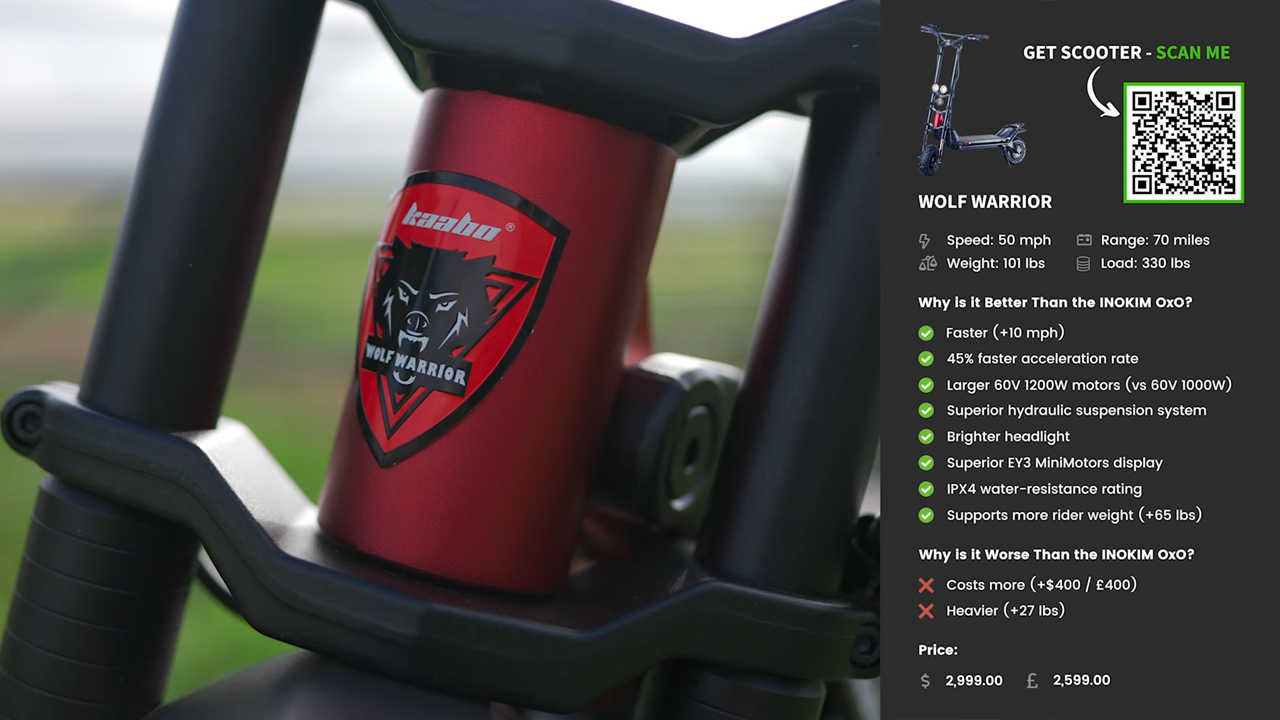 kaabo®
WOLF WARRIOR
GET SCOOTER - SCAN ME
WOLF WARRIOR
Speed: 50 mph
Range: 70 miles
Weight: 101 lbs
Load: 330 lbs
Why is it Better Than the INOKIM OxO?
Faster (+10 mph)
45% faster acceleration rate
Larger 60V 1200W motors (vs 60V 1000W)
Superior hydraulic suspension system
Brighter headlight
Superior EY3 MiniMotors display
IPX4 water-resistance rating
Supports more rider weight (+65 lbs)
Why is it Worse Than the INOKIM OxO?
Costs more (+$400 / £400)
Heavier (+27 lbs)
Price:
$ 2,999.00 £ 2,599.00